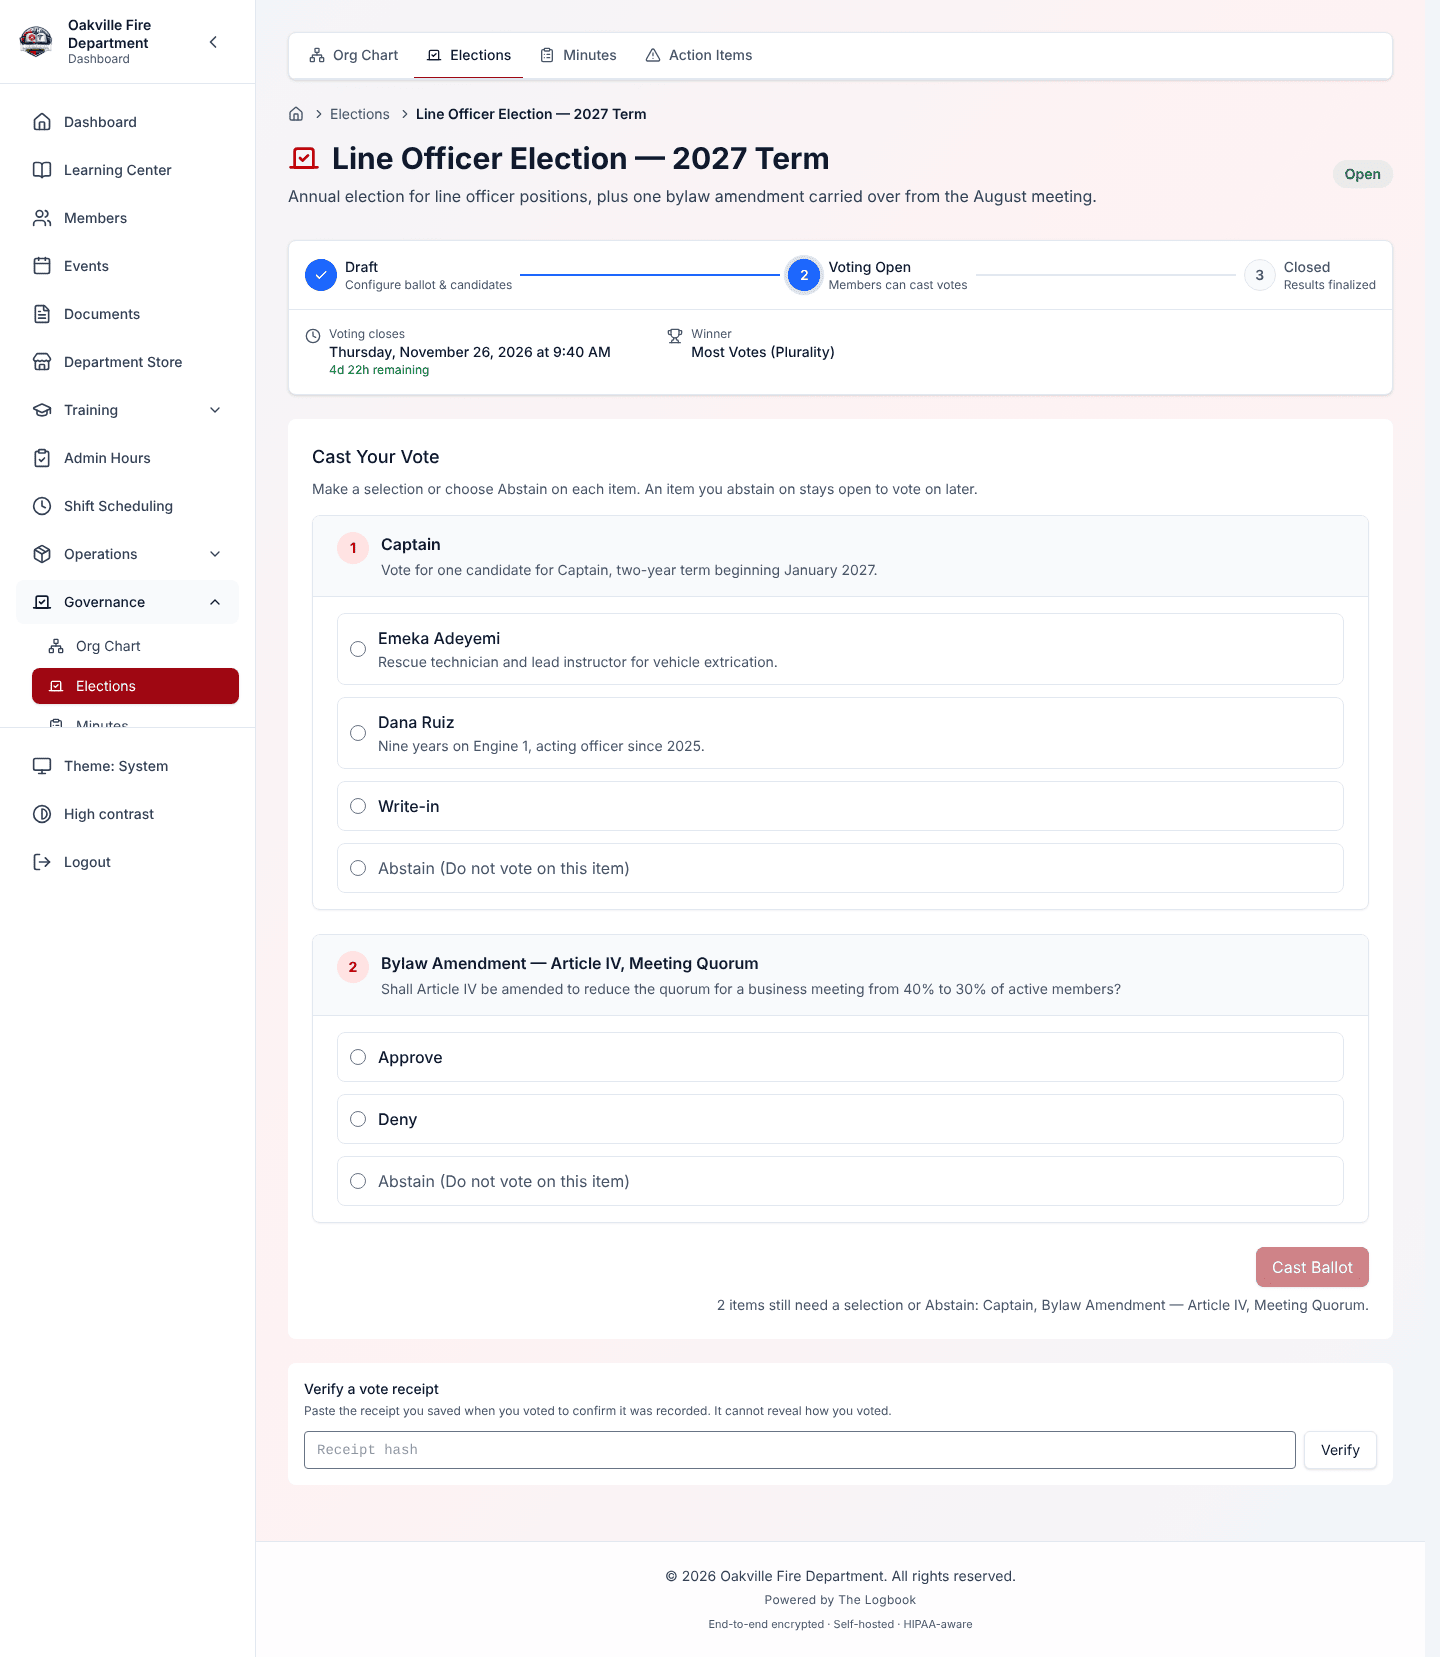 Oakville Fire
Department
Dashboard
Dashboard
Learning Center
Members
Events
Documents
Department Store
Training
Admin Hours
Shift Scheduling
Operations
Governance
Org Chart
Elections
Minutes
Theme: System
High contrast
Logout
Org Chart
Elections
Minutes
Action Items
Elections
Line Officer Election — 2027 Term
Line Officer Election — 2027 Term
Annual election for line officer positions, plus one bylaw amendment carried over from the August meeting.
Open
Draft
Configure ballot & candidates
2
Voting Open
Members can cast votes
3
Closed
Results finalized
Voting closes
Thursday, November 26, 2026 at 9:40 AM
4d 22h remaining
Winner
Most Votes (Plurality)
Cast Your Vote
Make a selection or choose Abstain on each item. An item you abstain on stays open to vote on later.
1
Captain
Vote for one candidate for Captain, two-year term beginning January 2027.
Emeka Adeyemi
Rescue technician and lead instructor for vehicle extrication.
Dana Ruiz
Nine years on Engine 1, acting officer since 2025.
Write-in
Abstain (Do not vote on this item)
2
Bylaw Amendment — Article IV, Meeting Quorum
Shall Article IV be amended to reduce the quorum for a business meeting from 40% to 30% of active members?
Approve
Deny
Abstain (Do not vote on this item)
Cast Ballot
2 items still need a selection or Abstain: Captain, Bylaw Amendment — Article IV, Meeting Quorum.
Verify a vote receipt
Paste the receipt you saved when you voted to confirm it was recorded. It cannot reveal how you voted.
Receipt hash
Verify
© 2026 Oakville Fire Department. All rights reserved.
Powered by The Logbook
End-to-end encrypted · Self-hosted · HIPAA-aware